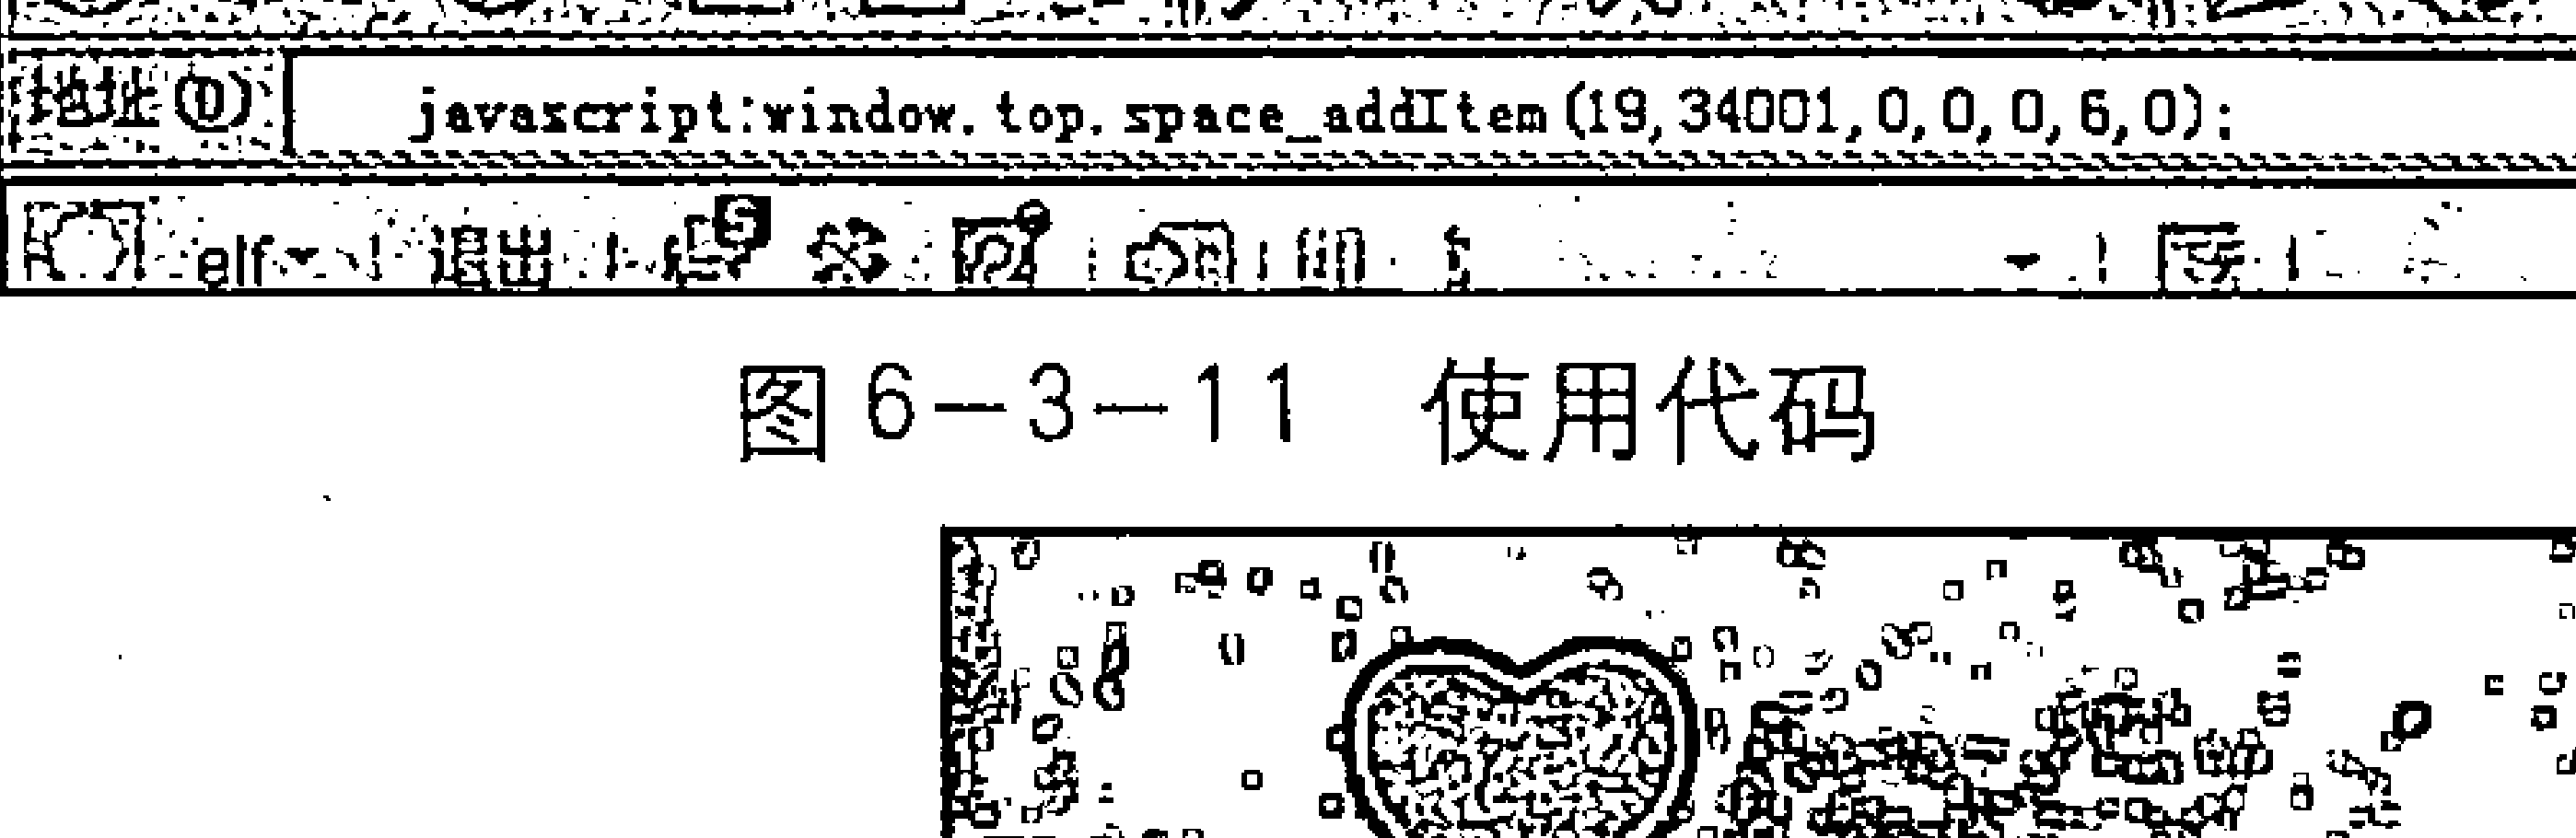 地址(D) javascript:window.top.space_addItem(19,34001,0,0,0,6,0);
elf 退出
图6-3-11 使用代码